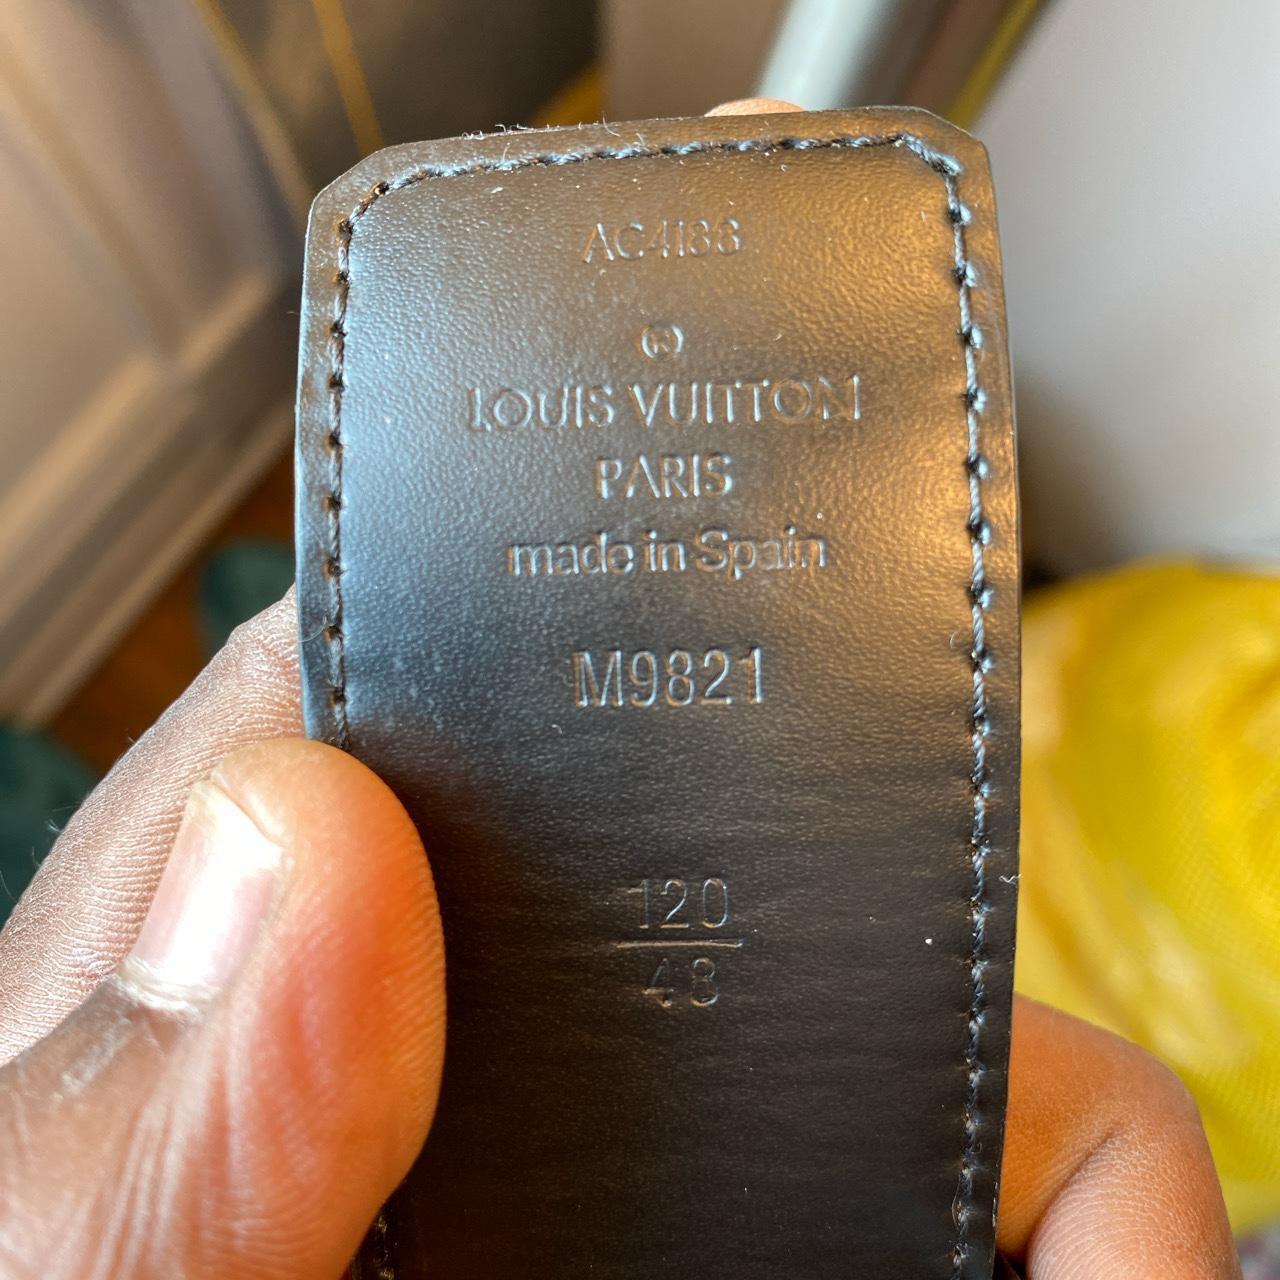 AC4188
®
LOUIS VUITTON
PARIS
made in Spain
M9821
120
48